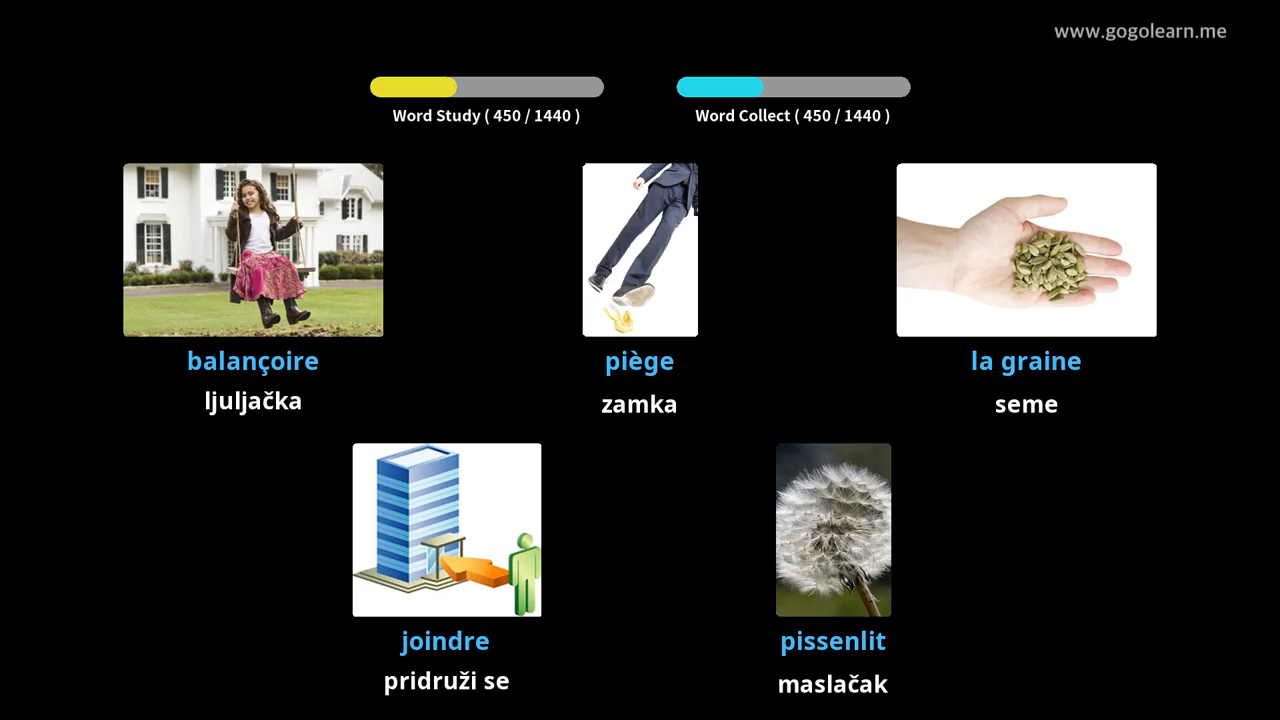 www.gogolearn.me
Word Study ( 450 / 1440 )
Word Collect ( 450 / 1440 )
balançoire
ljuljačka
piège
zamka
la graine
seme
joindre
pridruži se
pissenlit
maslačak